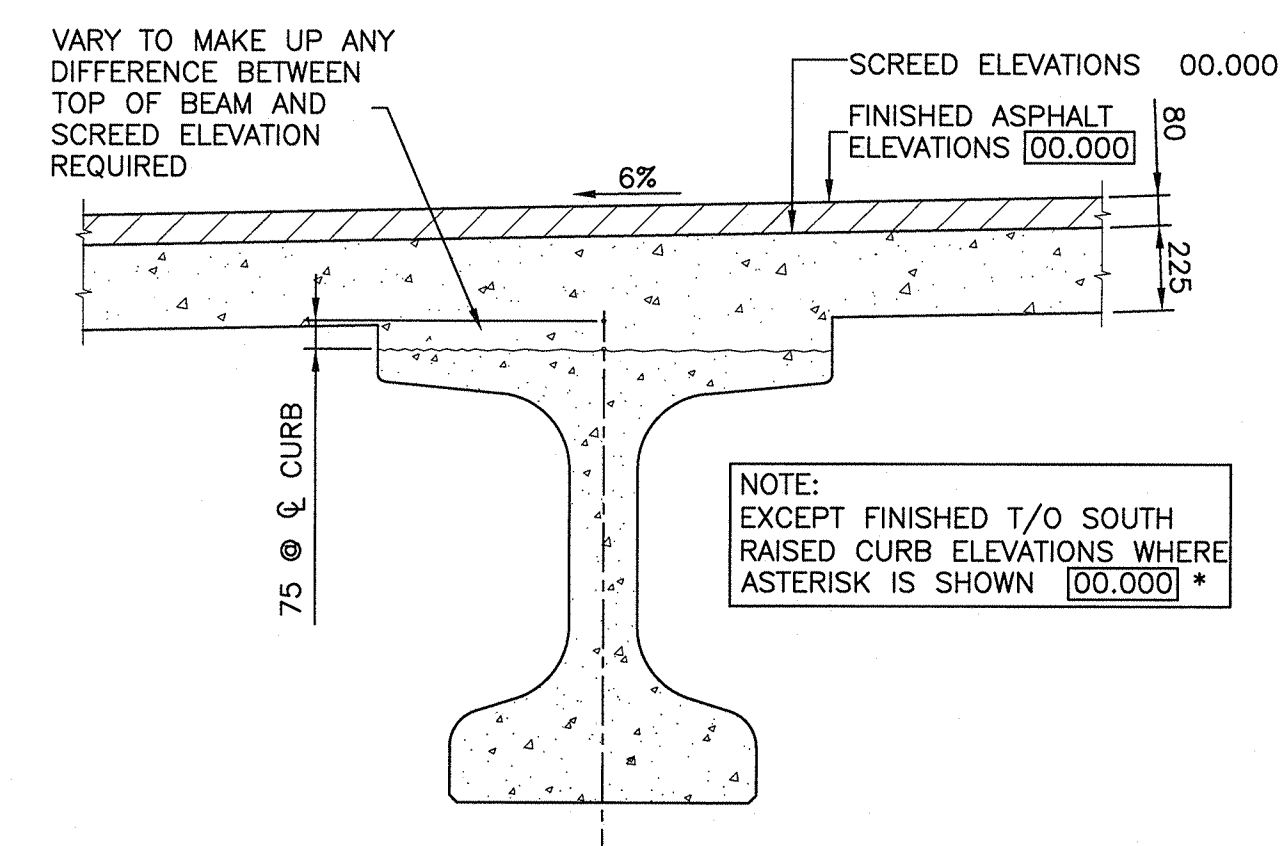 VARY TO MAKE UP ANY
DIFFERENCE BETWEEN
TOP OF BEAM AND
SCREED ELEVATION
REQUIRED
SCREED ELEVATIONS 00.000
FINISHED ASPHALT
ELEVATIONS 00.000
80
6%
225
75 @ ℄ CURB
NOTE:
EXCEPT FINISHED T/O SOUTH
RAISED CURB ELEVATIONS WHERE
ASTERISK IS SHOWN 00.000 *